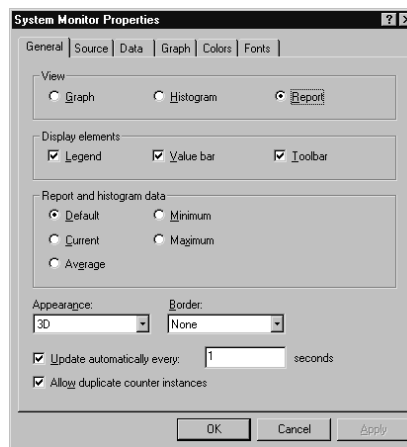 System Monitor Properties
General Source Data Graph Colors Fonts
View
Graph Histogram Report
Display elements
Legend Value bar Toolbar
Report and histogram data
Default Minimum
Current Maximum
Average
Appearance: Border:
3D None
Update automatically every: 1 seconds
Allow duplicate counter instances
OK Cancel Apply